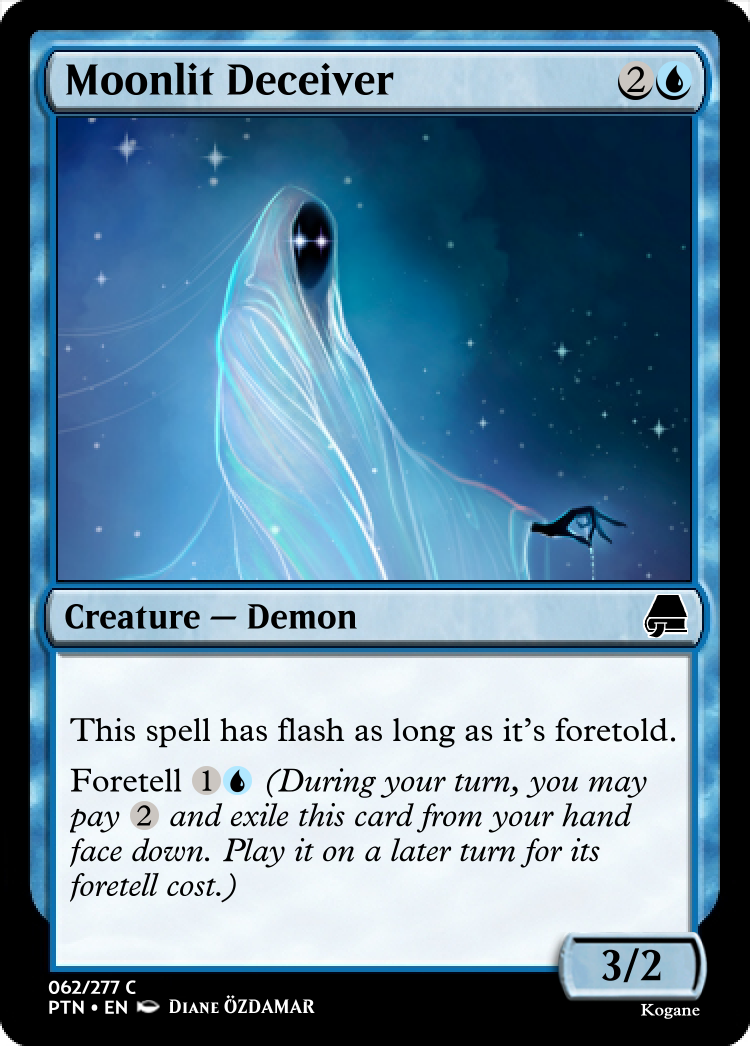 Moonlit Deceiver 2
Creature — Demon
This spell has flash as long as it's foretold.
Foretell 1 (During your turn, you may
pay 2 and exile this card from your hand
face down. Play it on a later turn for its
foretell cost.)
3/2
062/277 C
PTN • EN Diane ÖZDAMAR
Kogane